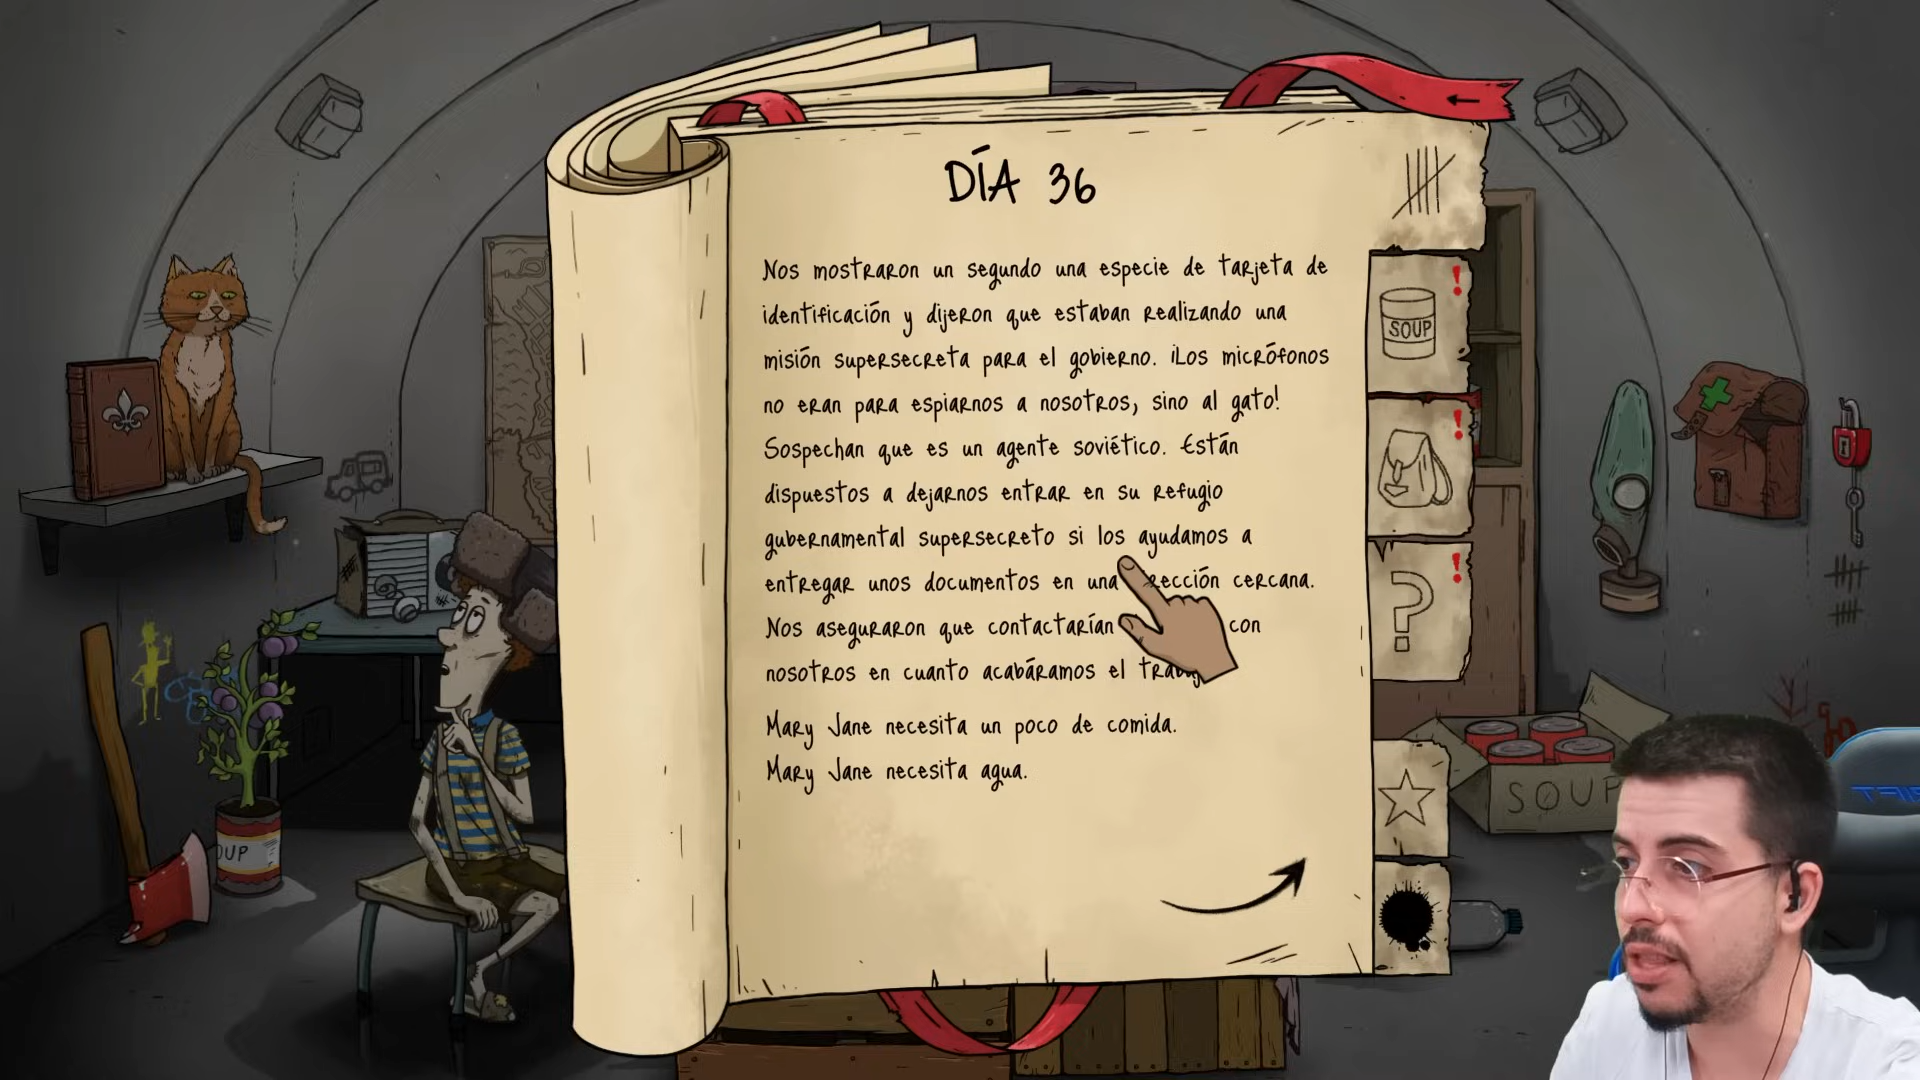 DÍA 36
Nos mostraron un segundo una especie de tarjeta de
identificación y dijeron que estaban realizando una
misión supersecreta para el gobierno. ¡Los micrófonos
no eran para espiarnos a nosotros, sino al gato!
Sospechan que es un agente soviético. Están
dispuestos a dejarnos entrar en su refugio
gubernamental supersecreto si los ayudamos a
entregar unos documentos en una rección cercana.
Nos aseguraron que contactarían con
nosotros en cuanto acabáramos el
Mary Jane necesita un poco de comida.
Mary Jane necesita agua.
SOUP
!
!
?
!
SOUP
OUP